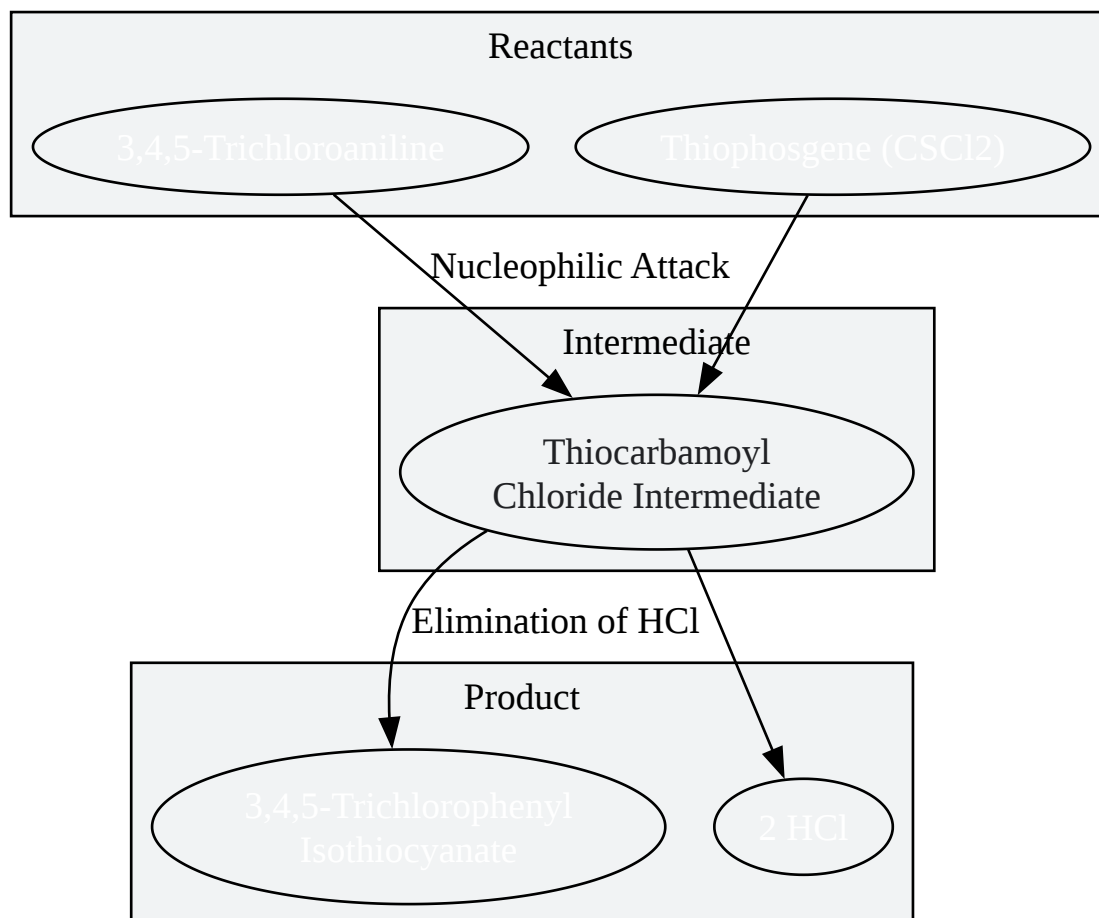 Reactants
3,4,5-Trichloroaniline
Thiophosgene (CSCl2)
Nucleophilic Attack
Intermediate
Thiocarbamoyl
Chloride Intermediate
Elimination of HCl
Product
3,4,5-Trichlorophenyl
Isothiocyanate
2 HCl